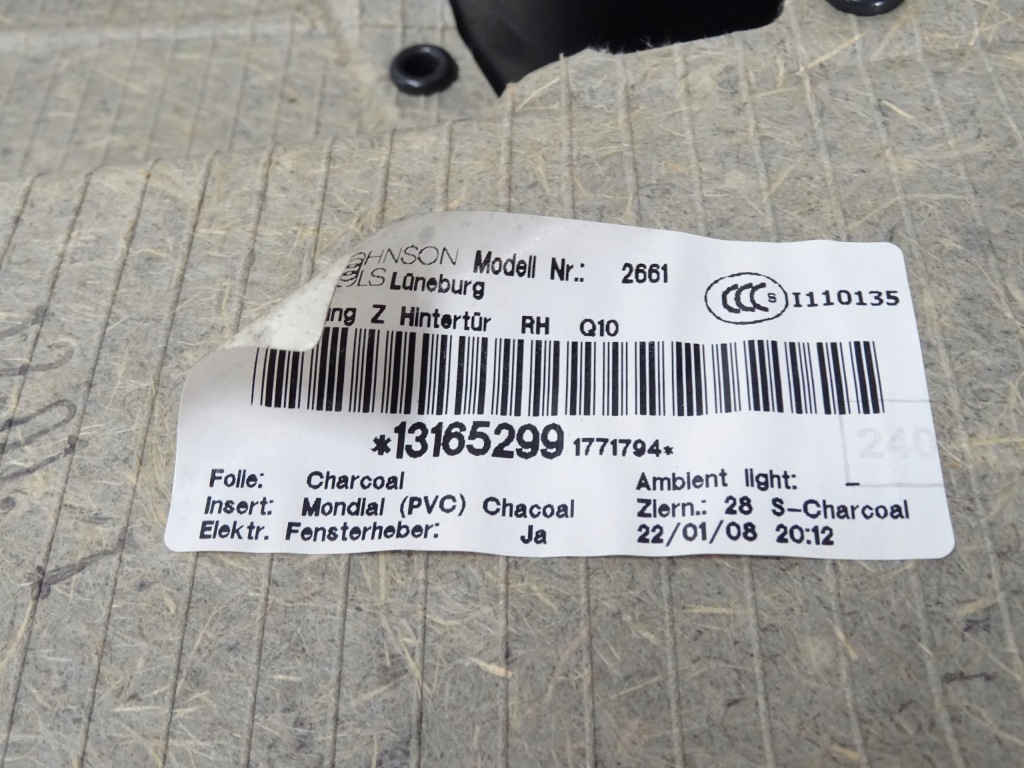 HNSON Modell Nr.: 2661
LS Lüneburg
CCC S I110135
ung Z Hintertür RH Q10
*13165299 1771794*
Folie: Charcoal
Ambient light: -
Insert: Mondial (PVC) Chacoal
Ziern.: 28 S-Charcoal
Elektr. Fensterheber: Ja
22/01/08 20:12
240